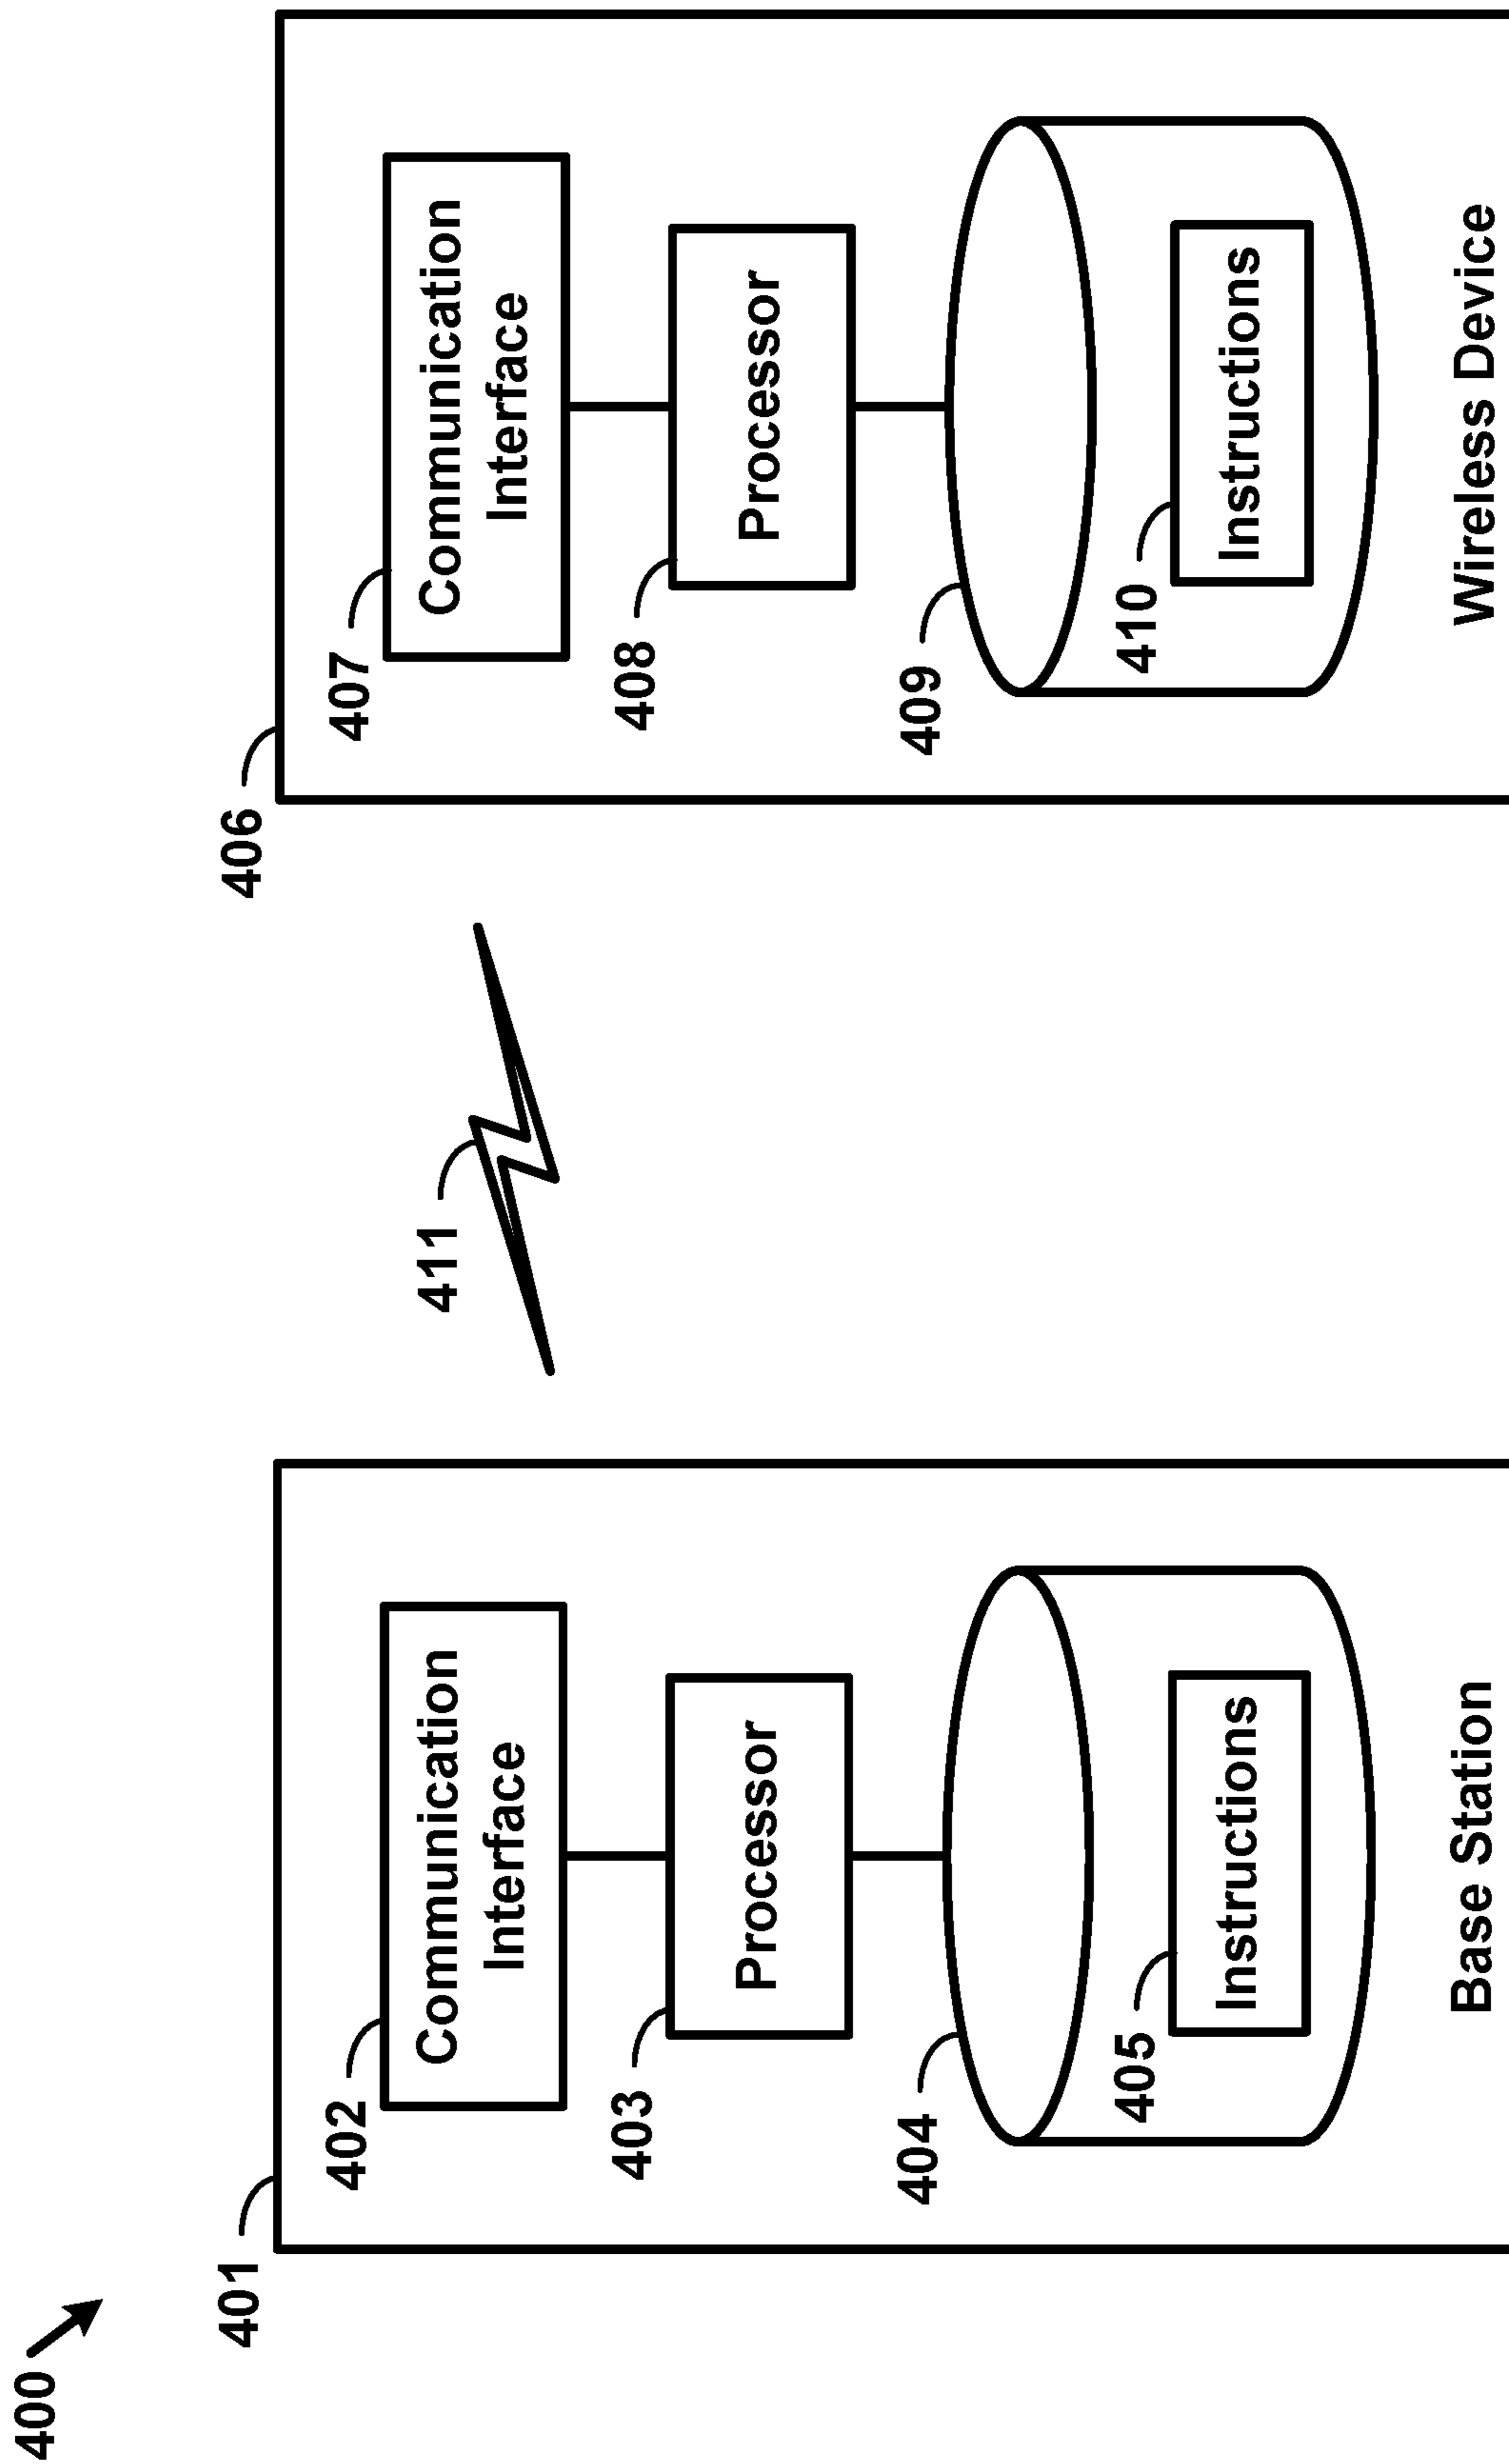 400
401
402
Communication
Interface
403
Processor
404
405
Instructions
Base Station
411
406
407
Communication
Interface
408
Processor
409
410
Instructions
Wireless Device